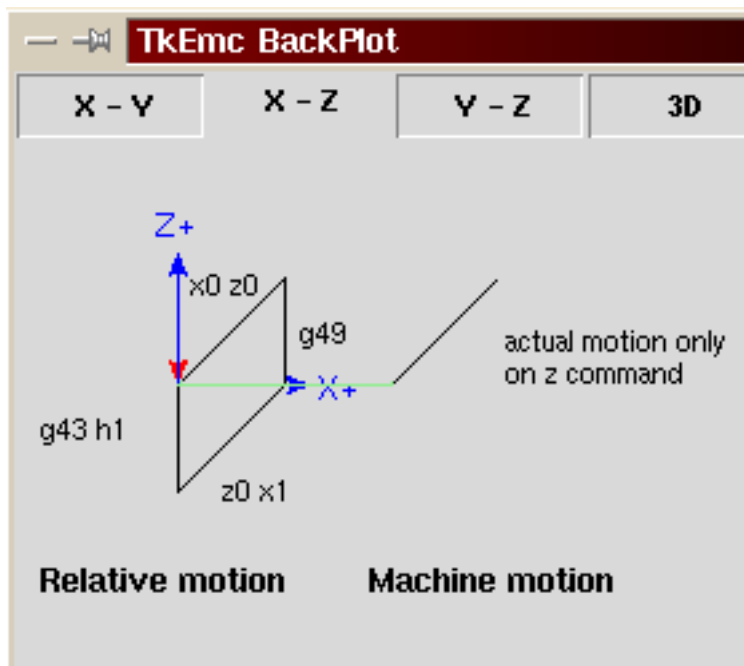 TkEmc BackPlot
X - Y
X - Z
Y - Z
3D
Z+
x0 z0
g49
actual motion only
on z command
X+
g43 h1
z0 x1
Relative motion
Machine motion